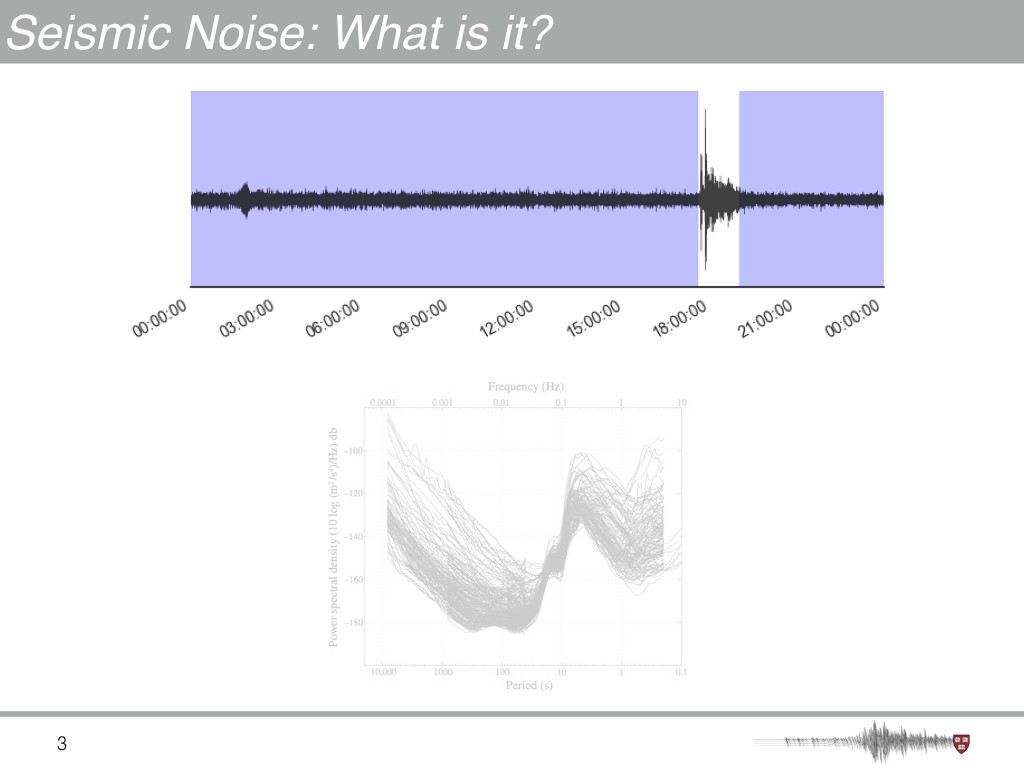 Seismic Noise: What is it?
00:00:00 03:00:00 06:00:00 09:00:00 12:00:00 15:00:00 18:00:00 21:00:00 00:00:00
Frequency (Hz)
0.0001 0.001 0.01 0.1 1 10
Power spectral density (10 log (m²/s⁴)/Hz) db
−100
−120
−140
−160
−180
10,000 1000 100 10 1 0.1
Period (s)
3